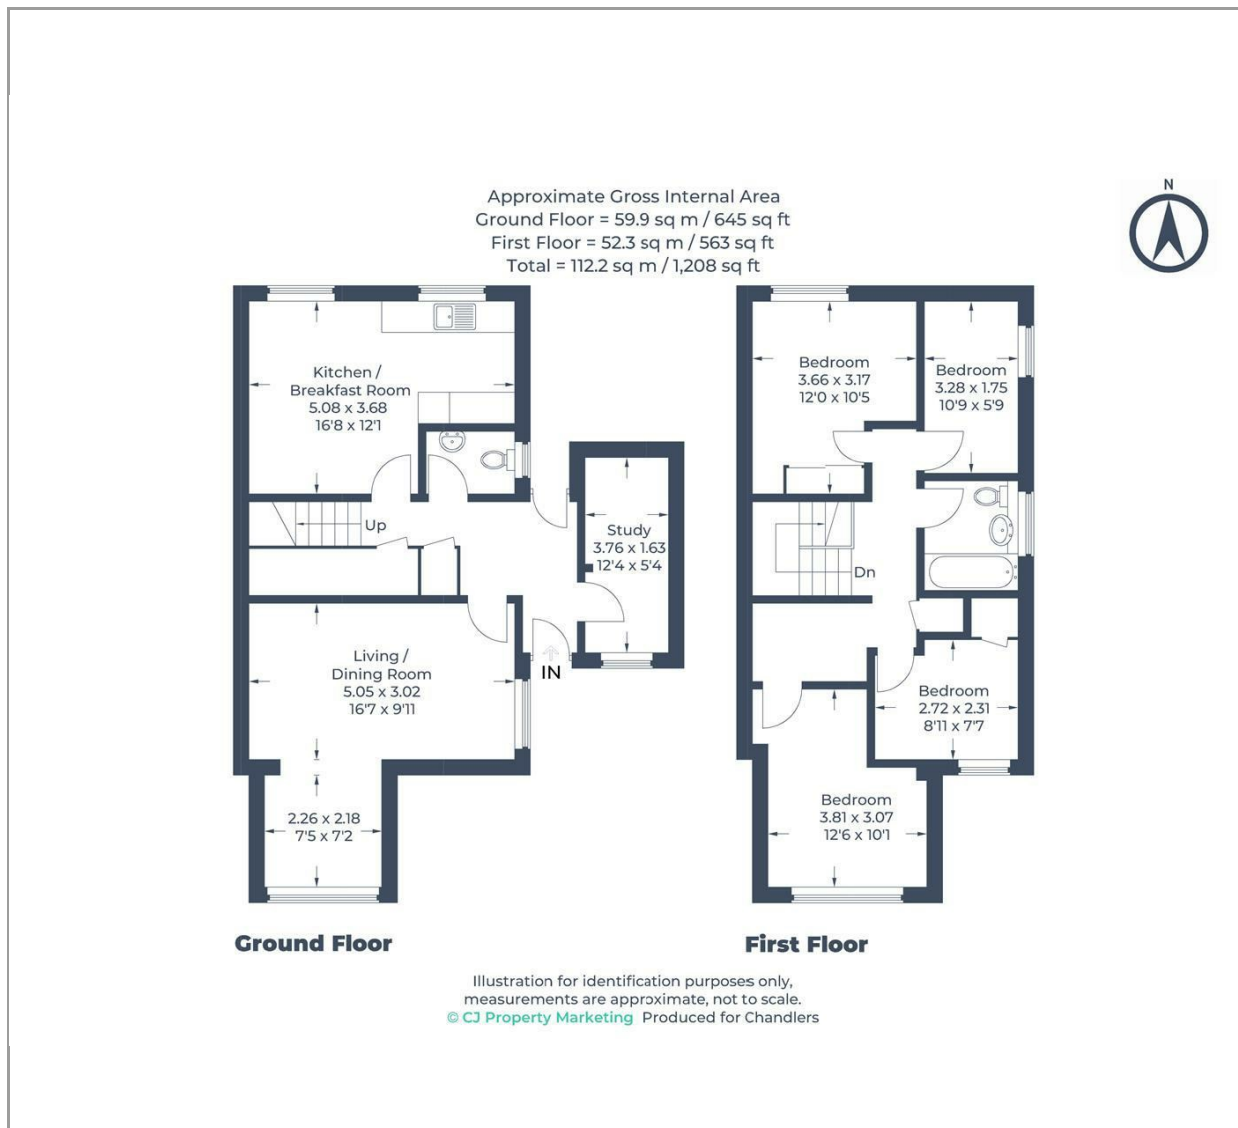 N
Approximate Gross Internal Area
Ground Floor = 59.9 sq m / 645 sq ft
First Floor = 52.3 sq m / 563 sq ft
Total = 112.2 sq m / 1,208 sq ft
Kitchen /
Breakfast Room
5.08 x 3.68
16'8 x 12'1
Up
Study
3.76 x 1.63
12'4 x 5'4
Living /
Dining Room
5.05 x 3.02
16'7 x 9'11
IN
2.26 x 2.18
7'5 x 7'2
Ground Floor
Bedroom
3.66 x 3.17
12'0 x 10'5
Bedroom
3.28 x 1.75
10'9 x 5'9
Dn
Bedroom
2.72 x 2.31
8'11 x 7'7
Bedroom
3.81 x 3.07
12'6 x 10'1
First Floor
Illustration for identification purposes only,
measurements are approximate, not to scale.
© CJ Property Marketing Produced for Chandlers